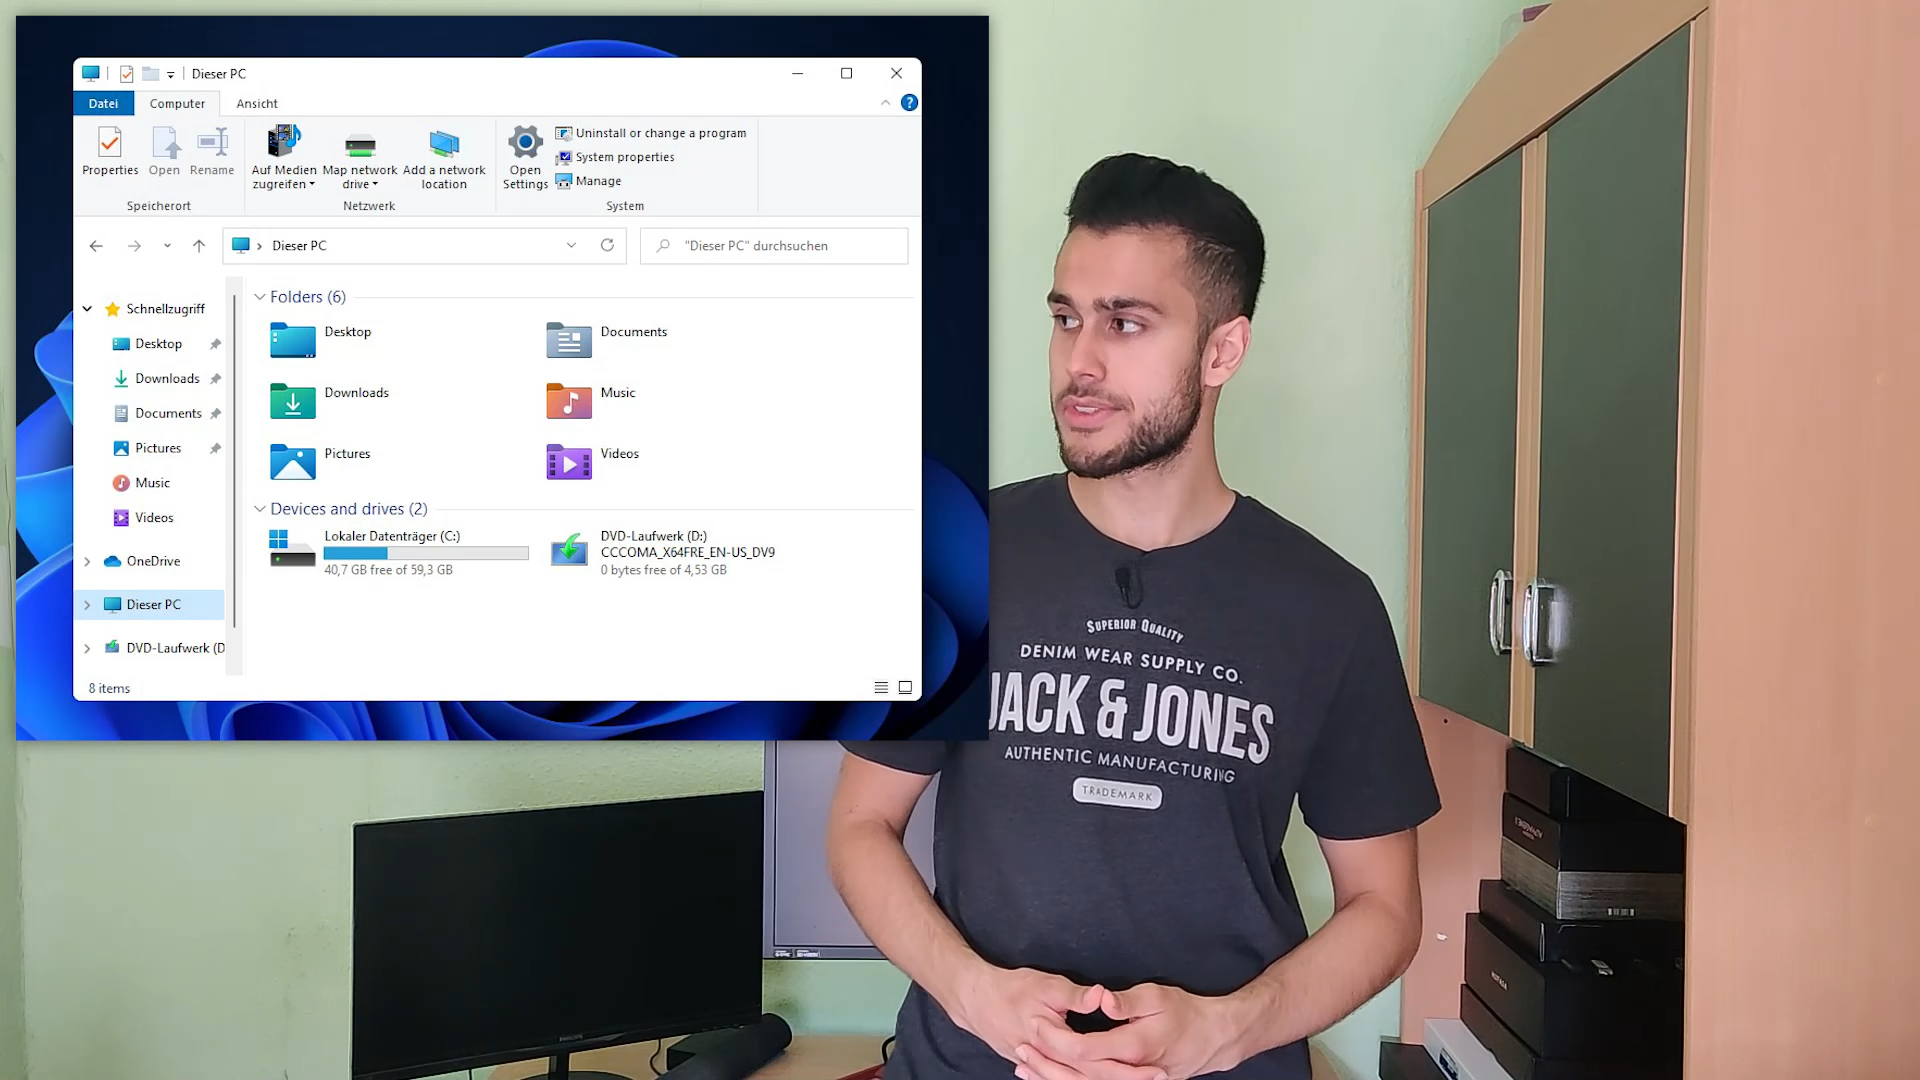 Dieser PC
Datei Computer Ansicht ?
Properties Open Rename
Auf Medien zugreifen
Map network drive
Add a network location
Open Settings
Uninstall or change a program
System properties
Manage
Speicherort Netzwerk System
Dieser PC
"Dieser PC" durchsuchen
Schnellzugriff
Desktop
Downloads
Documents
Pictures
Music
Videos
OneDrive
Dieser PC
DVD-Laufwerk (D
Folders (6)
Desktop
Documents
Downloads
Music
Pictures
Videos
Devices and drives (2)
Lokaler Datenträger (C:)
40,7 GB free of 59,3 GB
DVD-Laufwerk (D:)
CCCOMA_X64FRE_EN-US_DV9
0 bytes free of 4,53 GB
8 items
SUPERIOR QUALITY
DENIM WEAR SUPPLY CO.
JACK & JONES
AUTHENTIC MANUFACTURING
TRADEMARK